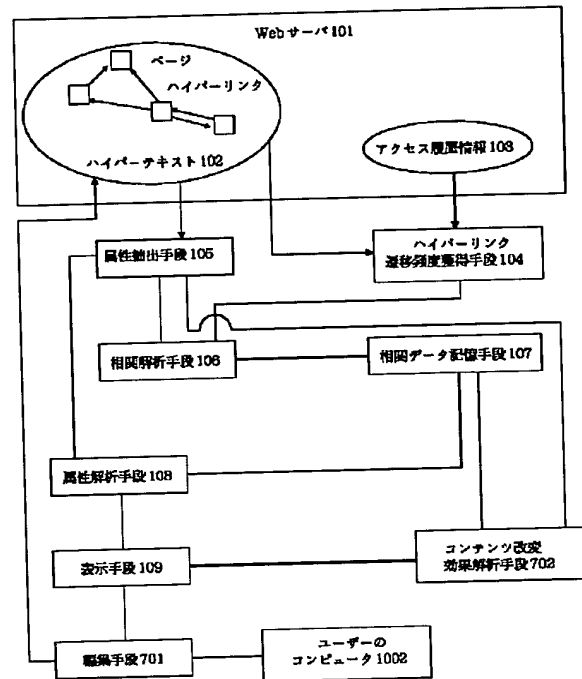 Webサーバ101
ページ
ハイパーリンク
ハイパーテキスト102
アクセス履歴情報103
属性抽出手段105
ハイパーリンク
遷移頻度獲得手段104
相関解析手段106
相関データ記憶手段107
属性解析手段108
表示手段109
コンテンツ改変
効果解析手段702
編集手段701
ユーザーの
コンピュータ1002